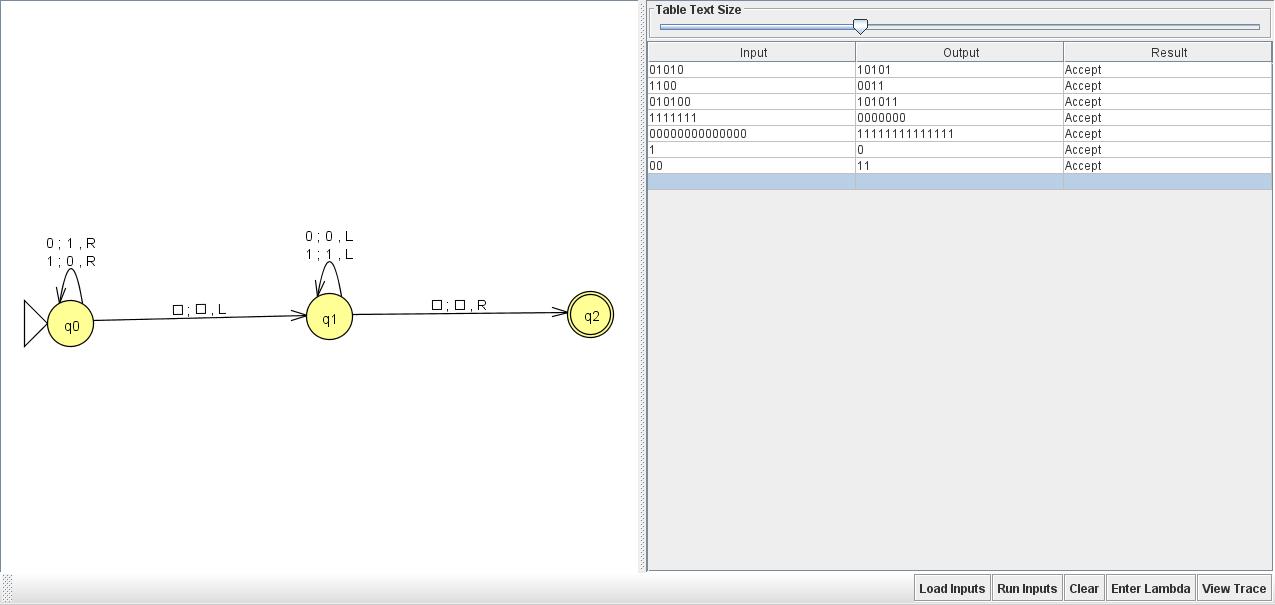 Table Text Size
Input Output Result
01010 10101 Accept
1100 0011 Accept
010100 101011 Accept
1111111 0000000 Accept
00000000000000 11111111111111 Accept
1 0 Accept
00 11 Accept
0 ; 1 , R
1 ; 0 , R
0 ; 0 , L
1 ; 1 , L
□ ; □ , L
□ ; □ , R
q0
q1
q2
Load Inputs Run Inputs Clear Enter Lambda View Trace